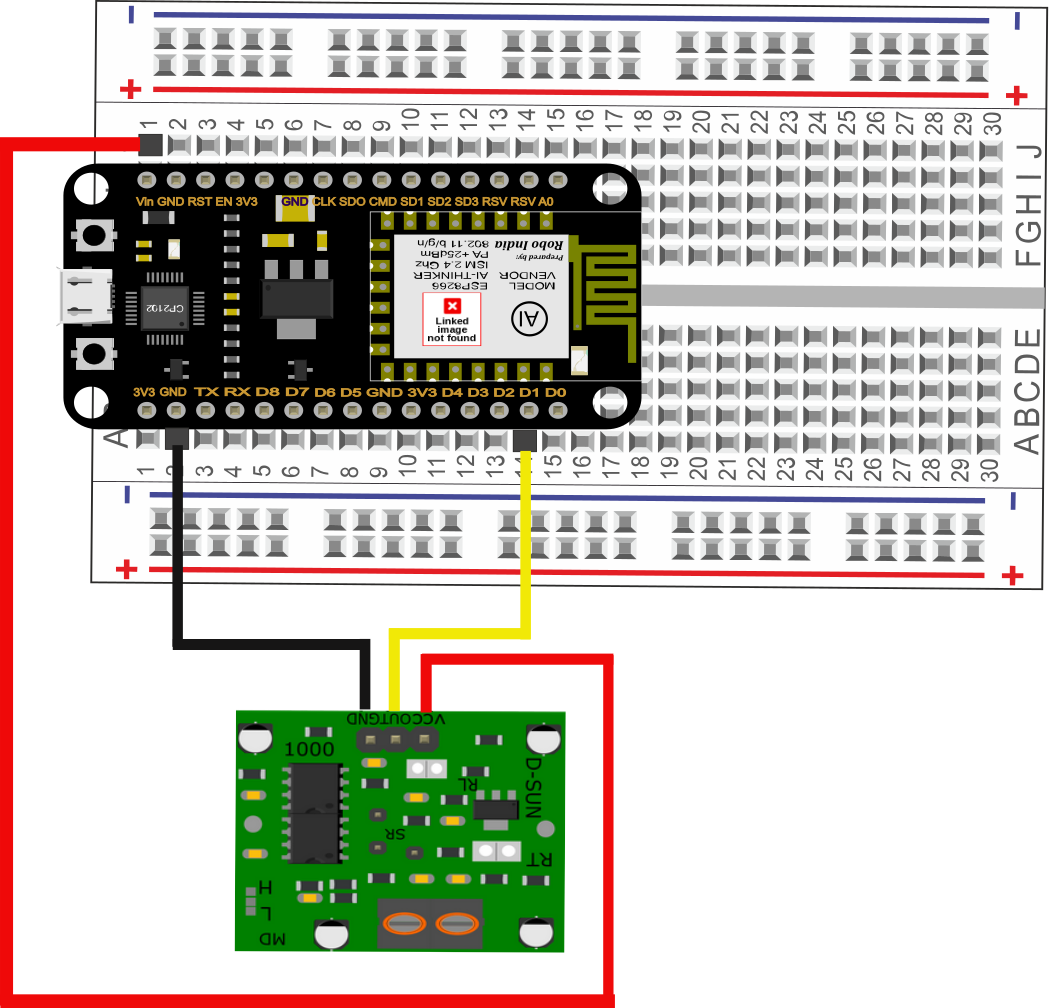 1 2 3 4 5 6 7 8 9 10 11 12 13 14 15 16 17 18 19 20 21 22 23 24 25 26 27 28 29 30
F G H I J
Vin GND RST EN 3V3 GND CLK SDO CMD SD1 SD2 SD3 RSV RSV A0
Prepared by:
Robo India
MODEL
VENDOR
ESP8266
AI-THINKER
ISM 2.4 Ghz
PA +25dBm
802.11 b/g/n
AI
Linked
image
not found
CP2102
3V3 GND TX RX D8 D7 D6 D5 GND 3V3 D4 D3 D2 D1 D0
A B C D E
A
1 2 3 4 5 6 7 8 9 10 11 12 13 14 15 16 17 18 19 20 21 22 23 24 25 26 27 28 29 30
VCC OUT GND
1000
D-SUN
RL
SR
RT
H
L
MD